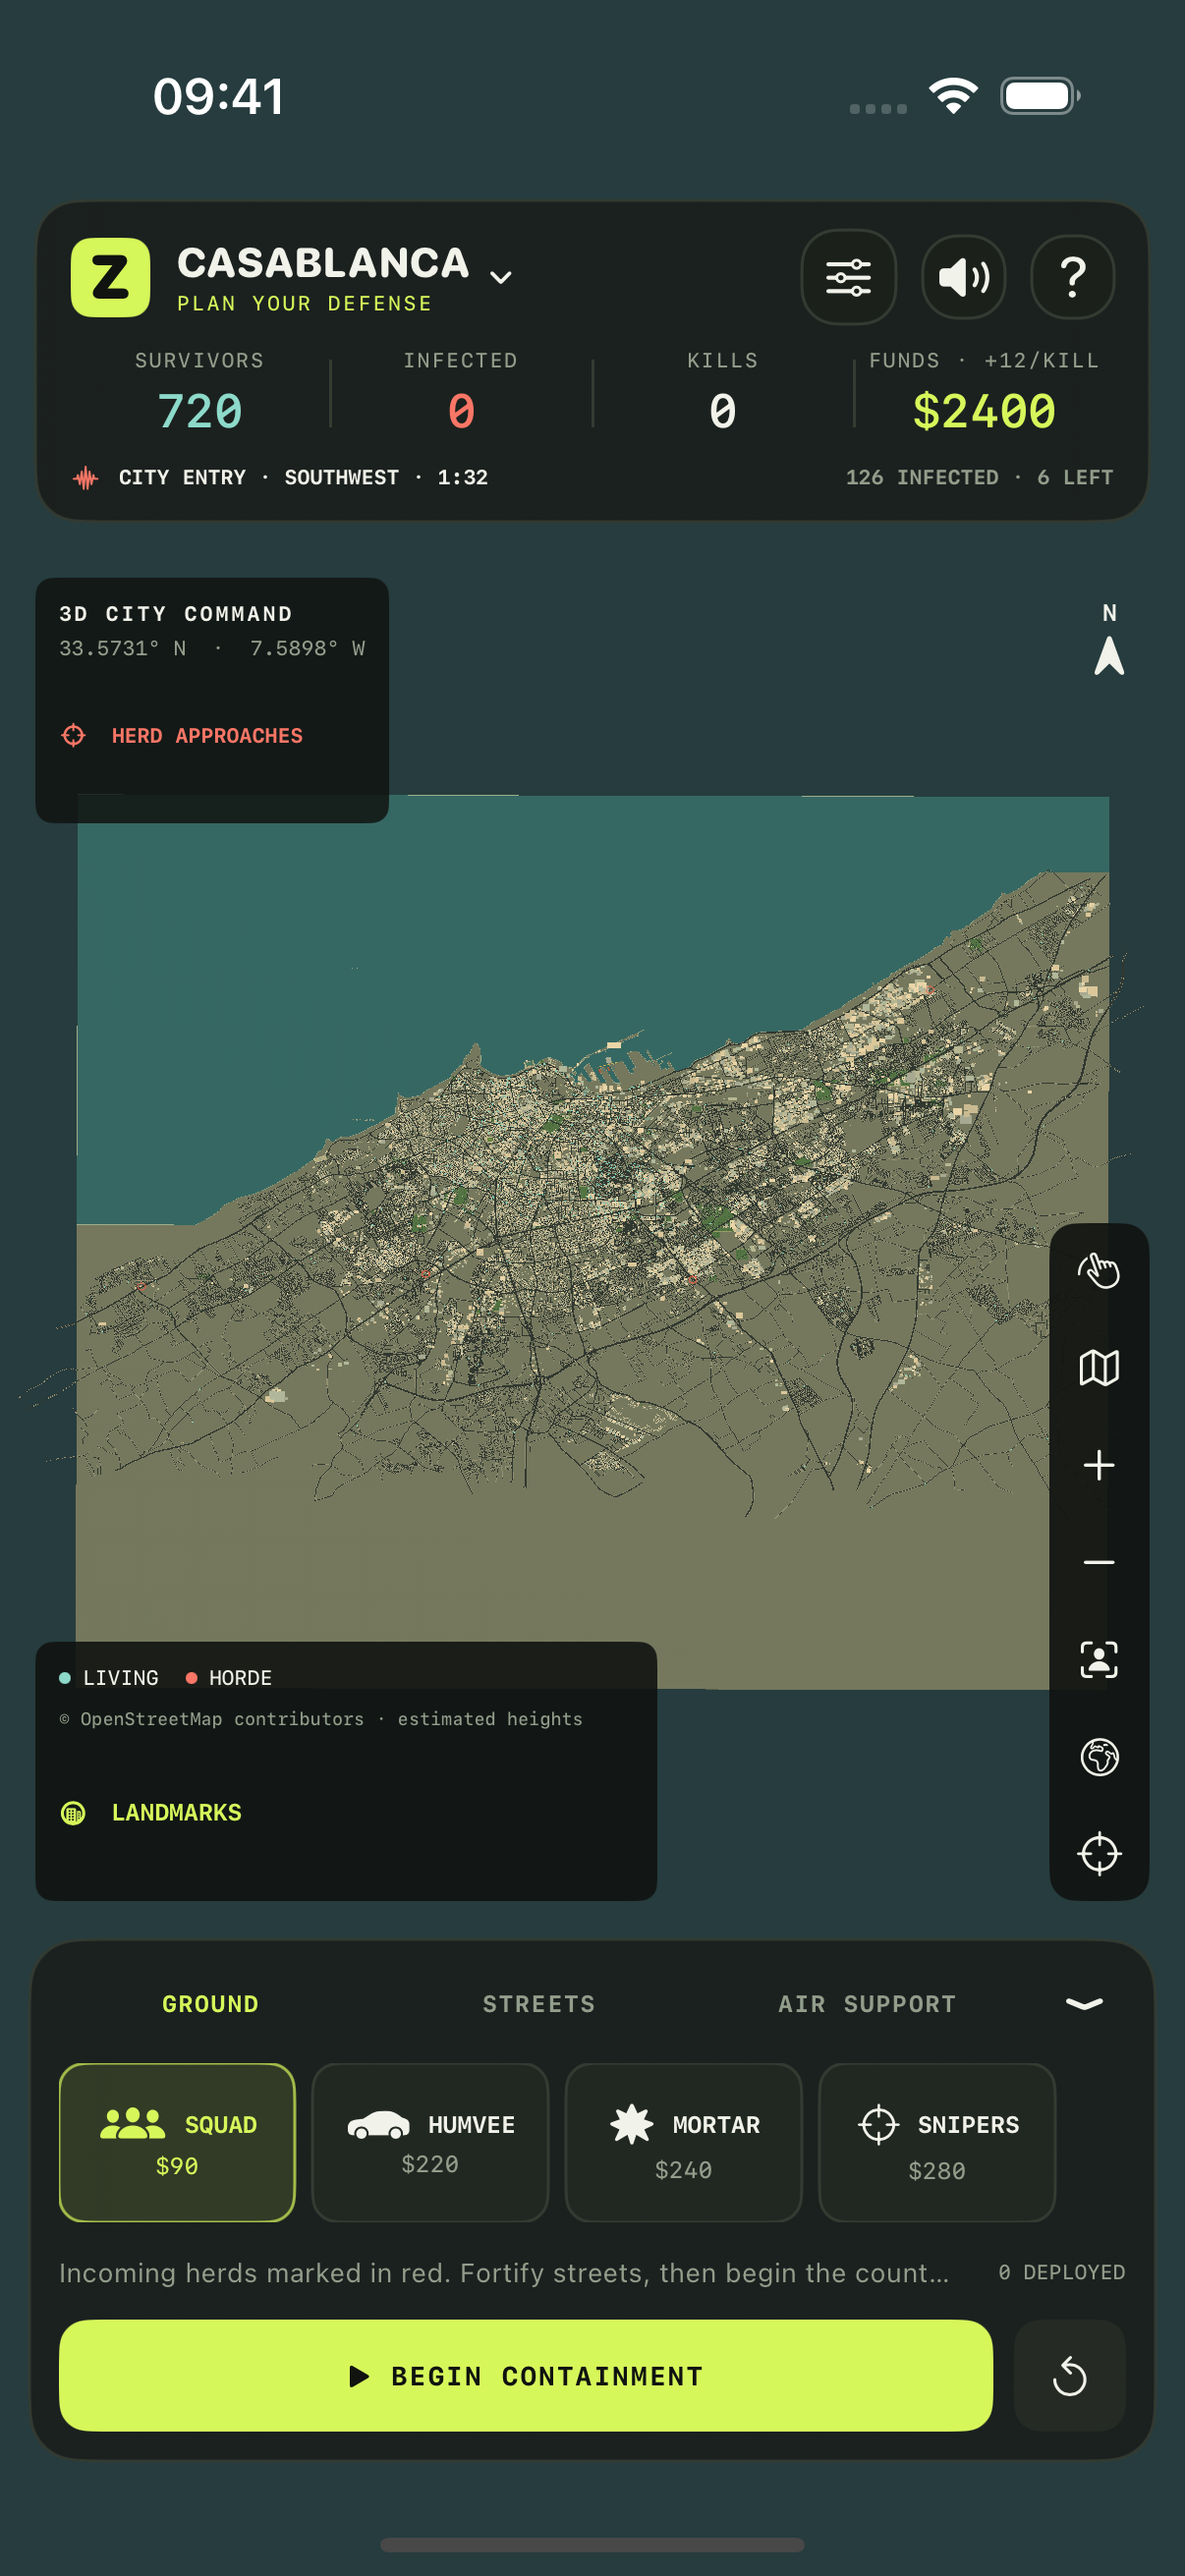 09:41
Z
CASABLANCA
PLAN YOUR DEFENSE
?
SURVIVORS
720
INFECTED
0
KILLS
0
FUNDS · +12/KILL
$2400
CITY ENTRY · SOUTHWEST · 1:32
126 INFECTED · 6 LEFT
3D CITY COMMAND
33.5731° N · 7.5898° W
HERD APPROACHES
N
LIVING
HORDE
© OpenStreetMap contributors · estimated heights
LANDMARKS
GROUND
STREETS
AIR SUPPORT
SQUAD
$90
HUMVEE
$220
MORTAR
$240
SNIPERS
$280
Incoming herds marked in red. Fortify streets, then begin the count...
0 DEPLOYED
BEGIN CONTAINMENT